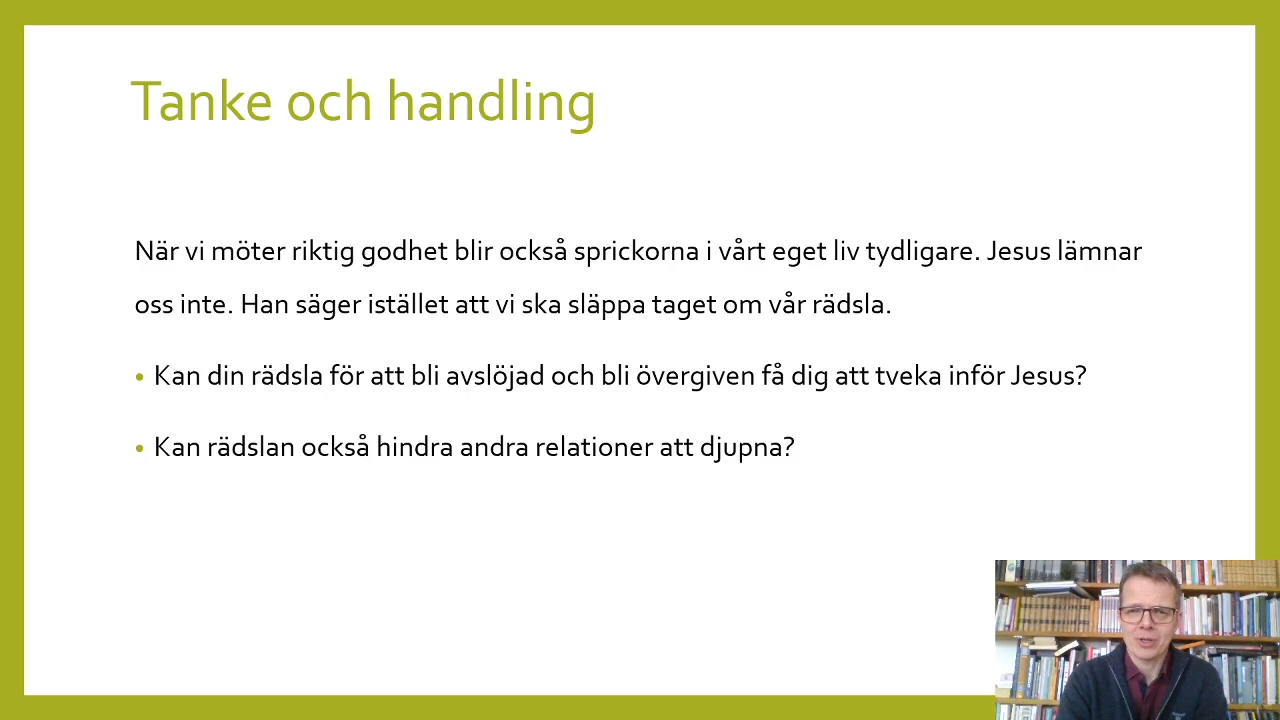 Tanke och handling
När vi möter riktig godhet blir också sprickorna i vårt eget liv tydligare. Jesus lämnar
oss inte. Han säger istället att vi ska släppa taget om vår rädsla.
• Kan din rädsla för att bli avslöjad och bli övergiven få dig att tveka inför Jesus?
• Kan rädslan också hindra andra relationer att djupna?